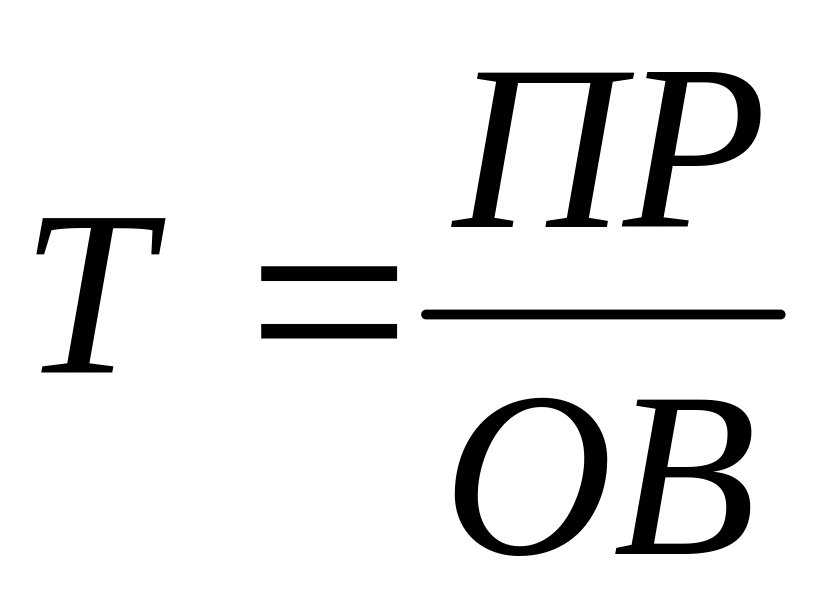 Т = ПР / ОВ